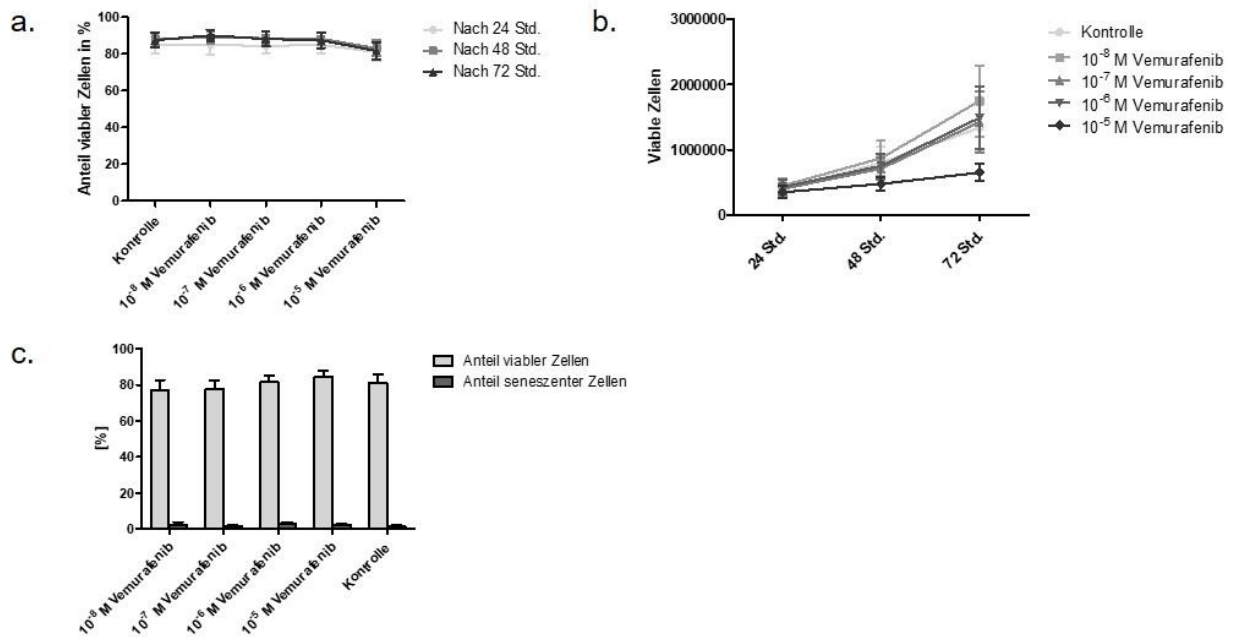 a.
Anteil viabler Zellen in %
100
80
60
40
20
0
Kontrolle
10⁻⁸ M Vemurafenib
10⁻⁷ M Vemurafenib
10⁻⁶ M Vemurafenib
10⁻⁵ M Vemurafenib
Nach 24 Std.
Nach 48 Std.
Nach 72 Std.
b.
Viable Zellen
3000000
2000000
1000000
0
24 Std.
48 Std.
72 Std.
Kontrolle
10⁻⁸ M Vemurafenib
10⁻⁷ M Vemurafenib
10⁻⁶ M Vemurafenib
10⁻⁵ M Vemurafenib
c.
[%]
100
80
60
40
20
0
10⁻⁸ M Vemurafenib
10⁻⁷ M Vemurafenib
10⁻⁶ M Vemurafenib
10⁻⁵ M Vemurafenib
Kontrolle
Anteil viabler Zellen
Anteil seneszenter Zellen